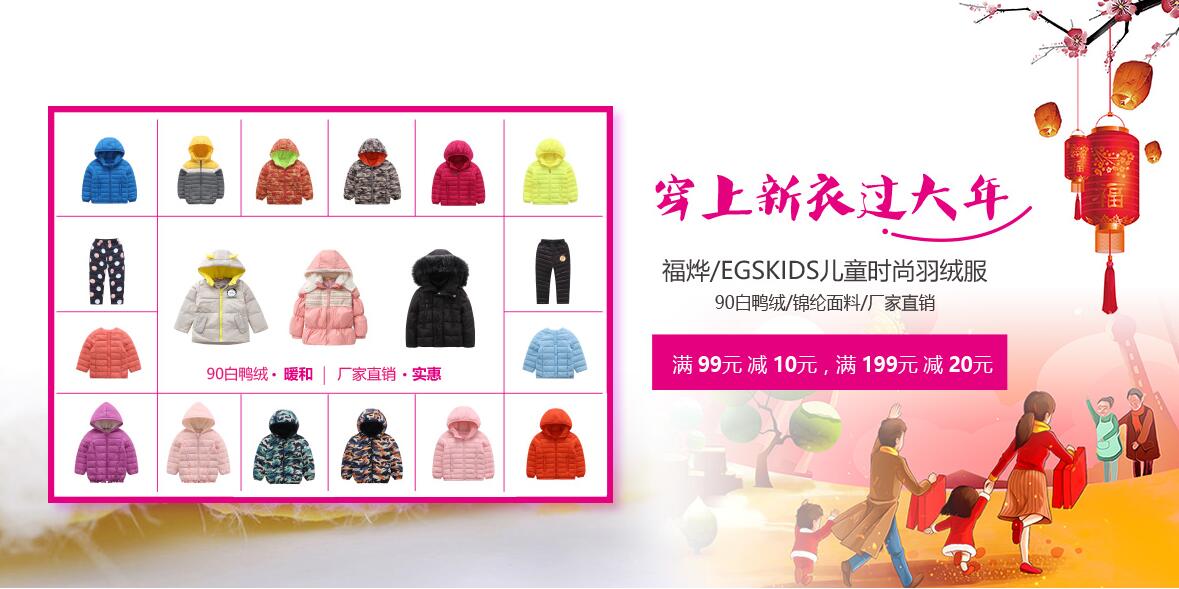 90白鸭绒·暖和 | 厂家直销·实惠
穿上新衣过大年
福烨/EGSKIDS儿童时尚羽绒服
90白鸭绒/锦纶面料/厂家直销
满 99元 减 10元，满 199元 减 20元
福